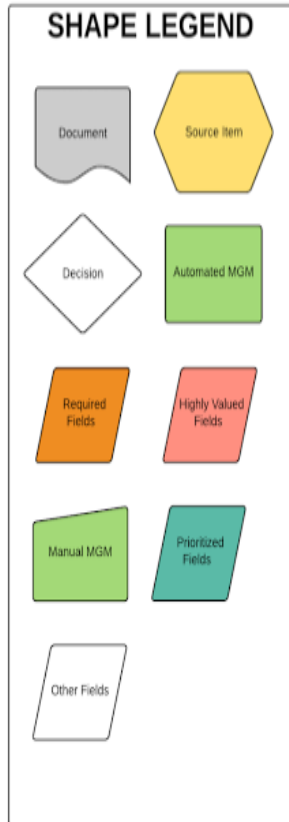 SHAPE LEGEND
Document
Source Item
Decision
Automated MGM
Required
Fields
Highly Valued
Fields
Manual MGM
Prioritized
Fields
Other Fields